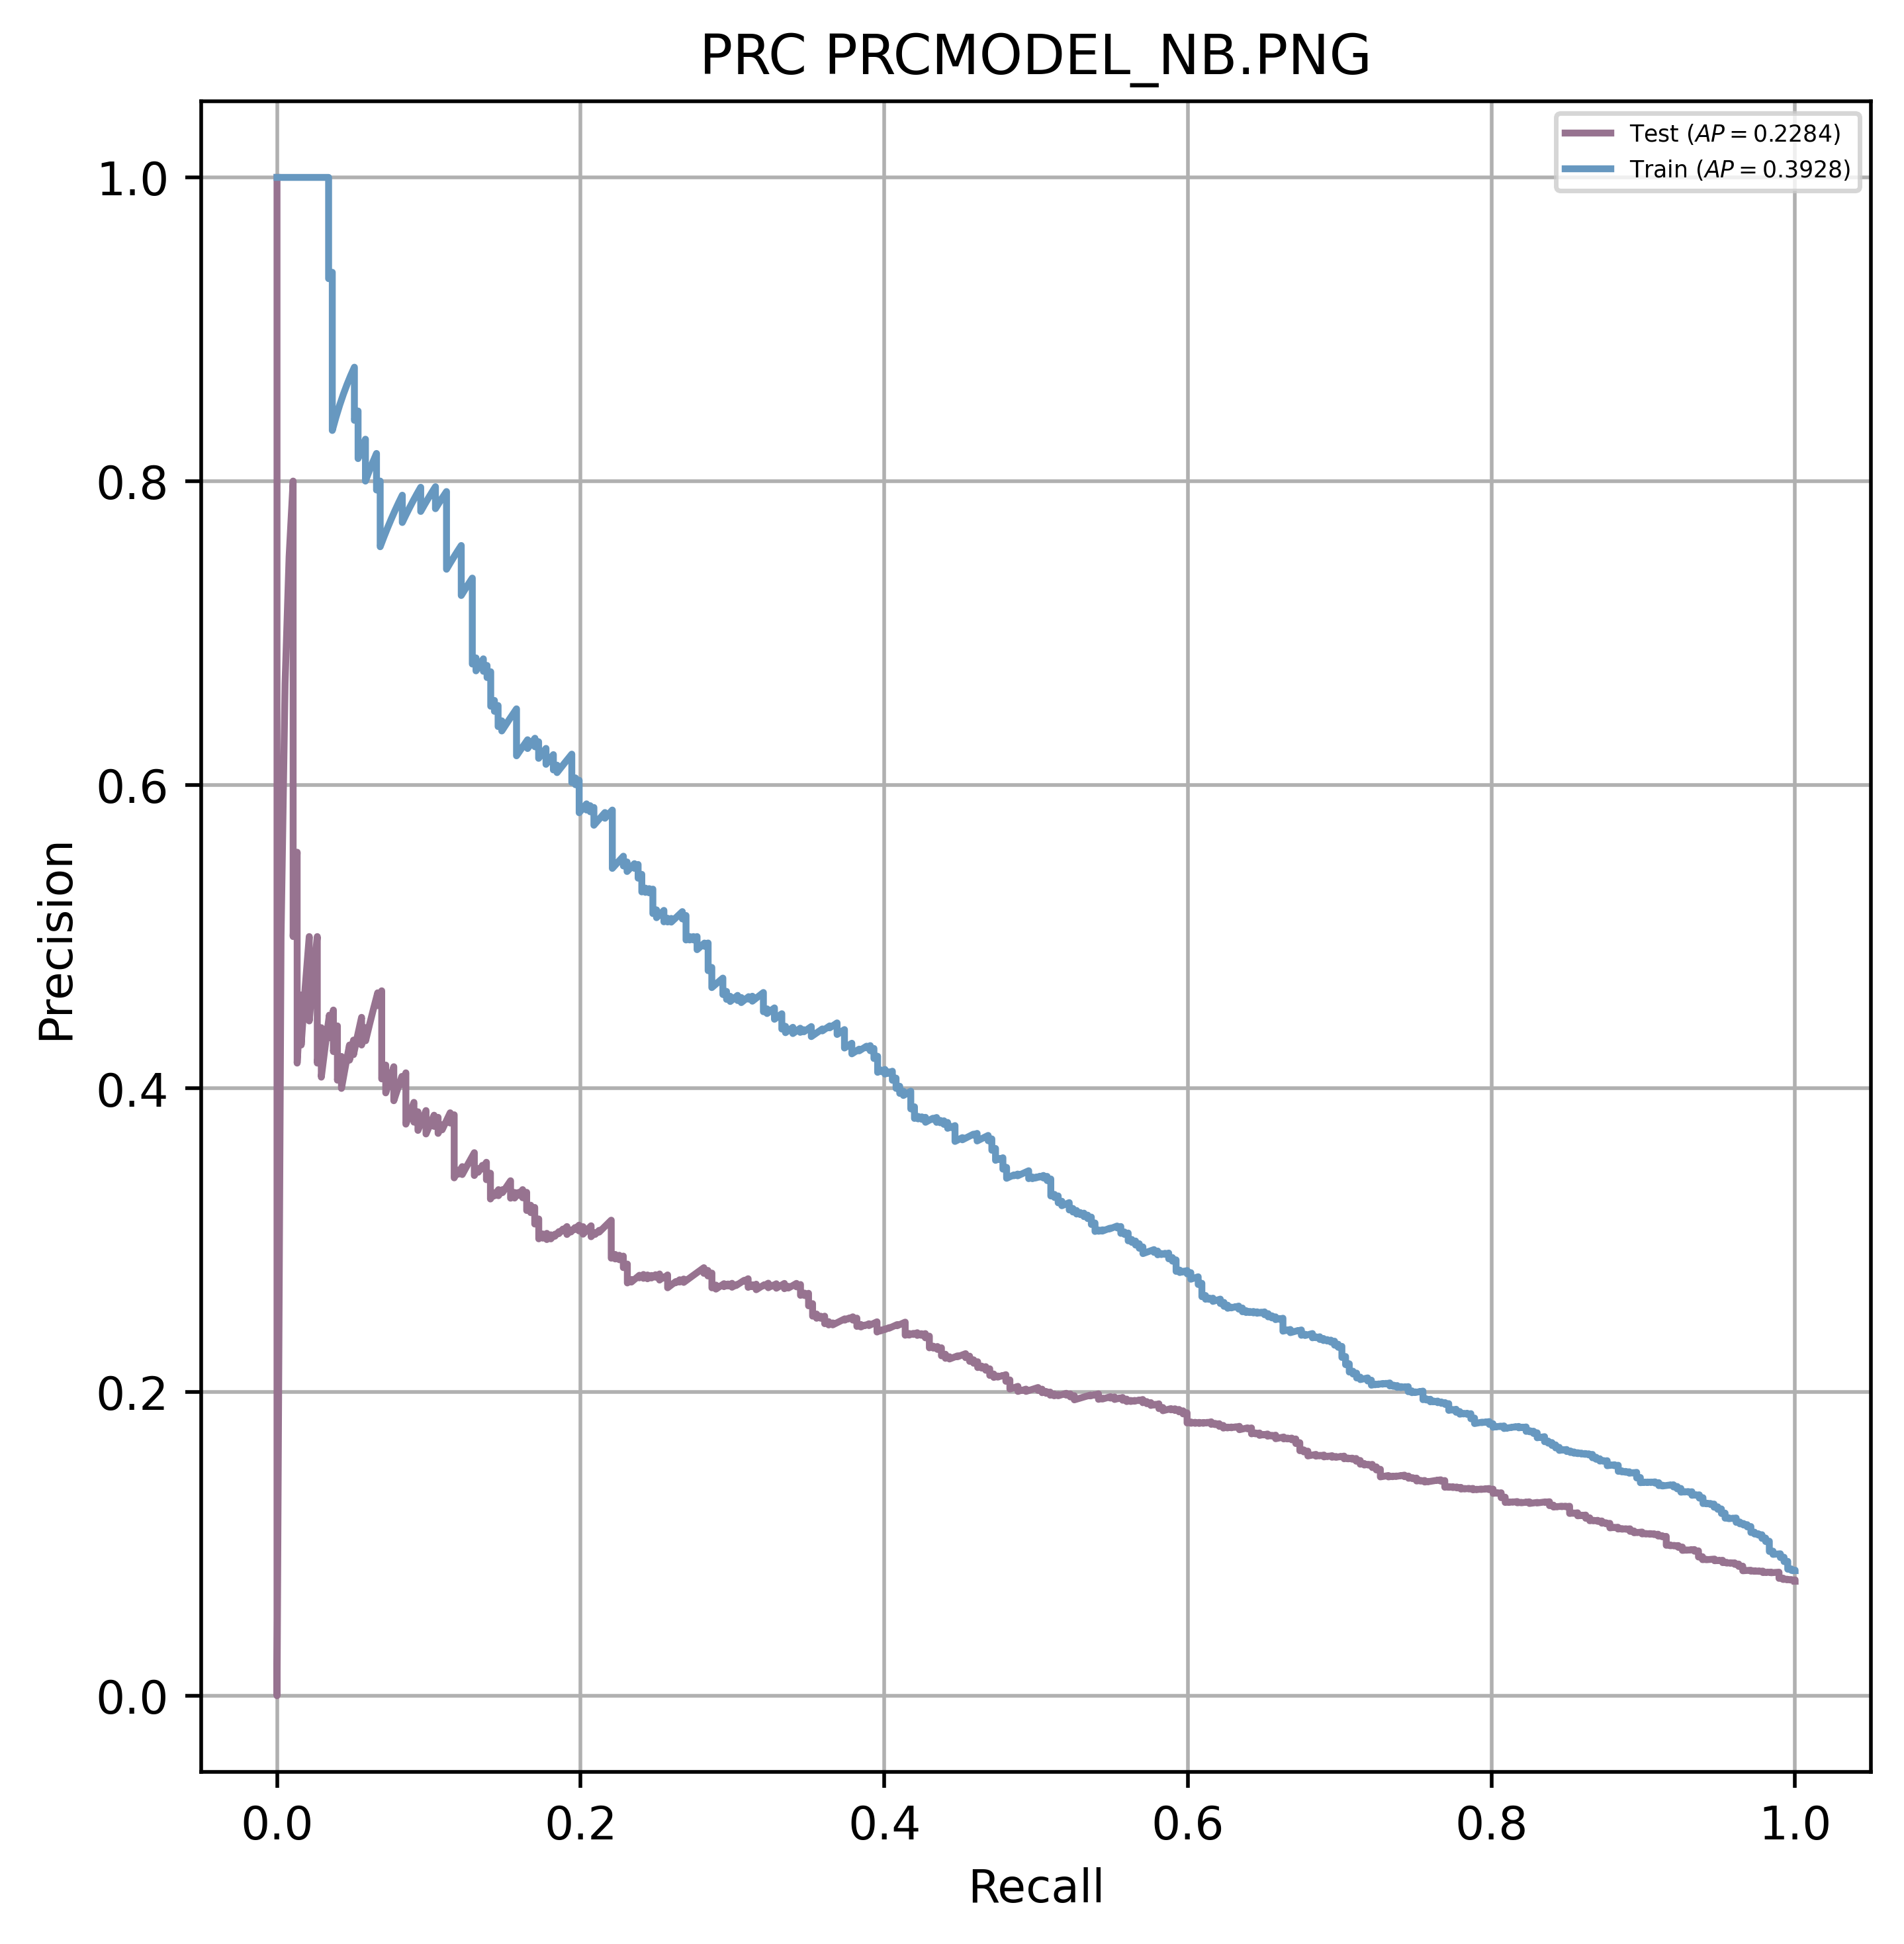 PRC PRCMODEL_NB.PNG
Test (AP = 0.2284)
Train (AP = 0.3928)
1.0
0.8
0.6
0.4
0.2
0.0
Precision
0.0 0.2 0.4 0.6 0.8 1.0
Recall